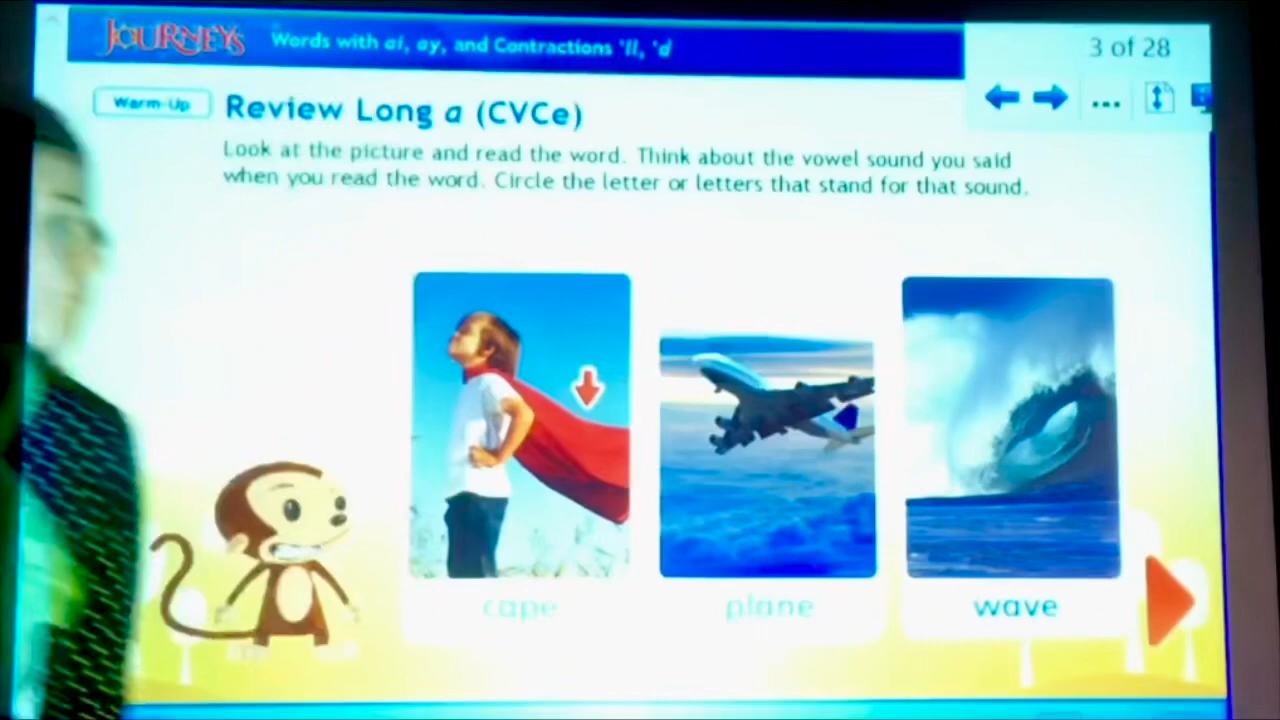 JOURNEYS
Words with ai, ay, and Contractions 'll, 'd
3 of 28
...
Warm-Up
Review Long a (CVCe)
Look at the picture and read the word. Think about the vowel sound you said
when you read the word. Circle the letter or letters that stand for that sound.
cape
plane
wave